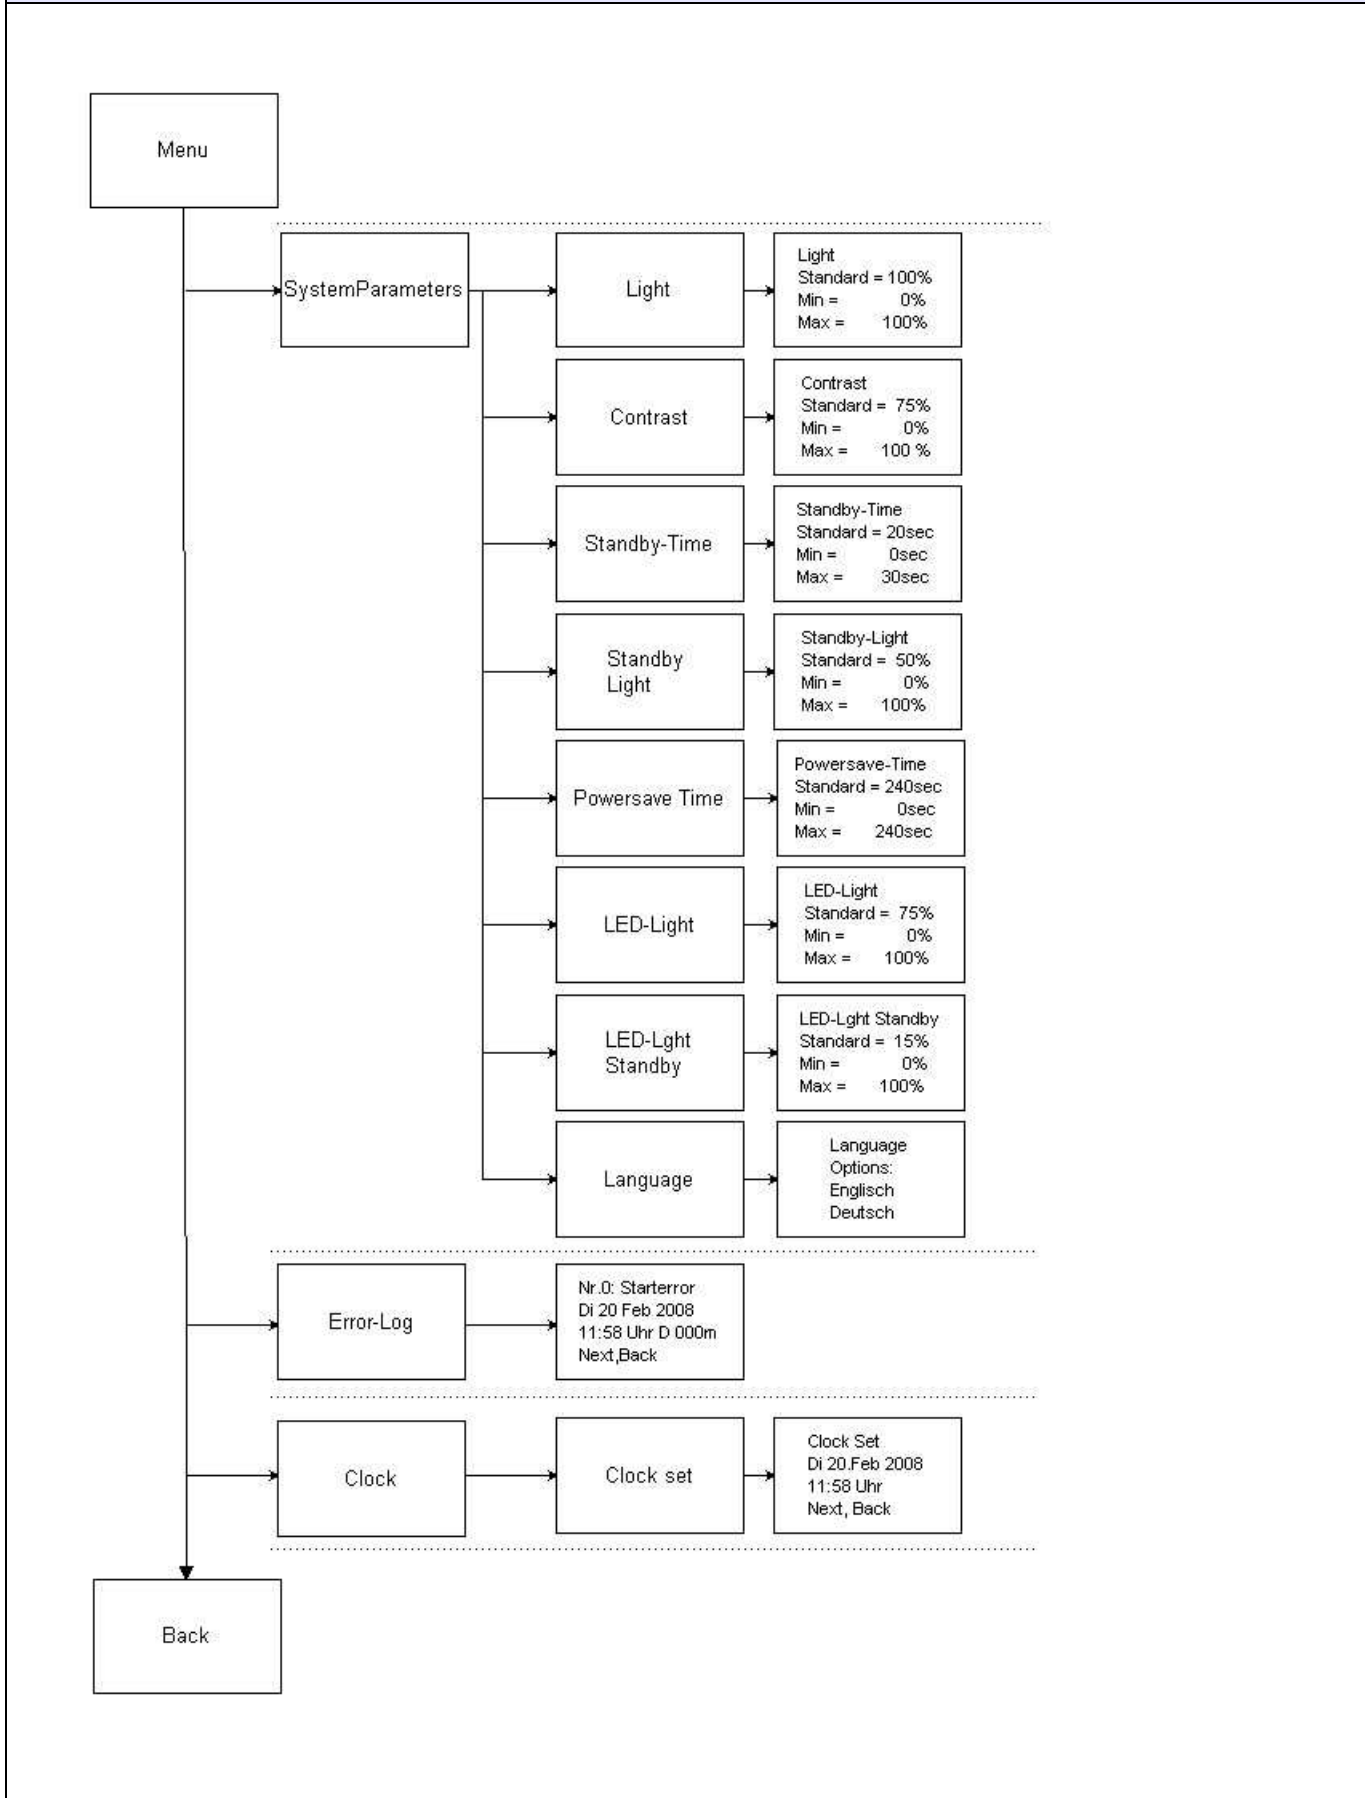 Menu
SystemParameters
Light
Light
Standard = 100%
Min = 0%
Max = 100%
Contrast
Contrast
Standard = 75%
Min = 0%
Max = 100 %
Standby-Time
Standby-Time
Standard = 20sec
Min = 0sec
Max = 30sec
Standby
Light
Standby-Light
Standard = 50%
Min = 0%
Max = 100%
Powersave Time
Powersave-Time
Standard = 240sec
Min = 0sec
Max = 240sec
LED-Light
LED-Light
Standard = 75%
Min = 0%
Max = 100%
LED-Lght
Standby
LED-Lght Standby
Standard = 15%
Min = 0%
Max = 100%
Language
Language
Options:
Englisch
Deutsch
Error-Log
Nr.0: Starterror
Di 20 Feb 2008
11:58 Uhr D 000m
Next,Back
Clock
Clock set
Clock Set
Di 20.Feb 2008
11:58 Uhr
Next, Back
Back